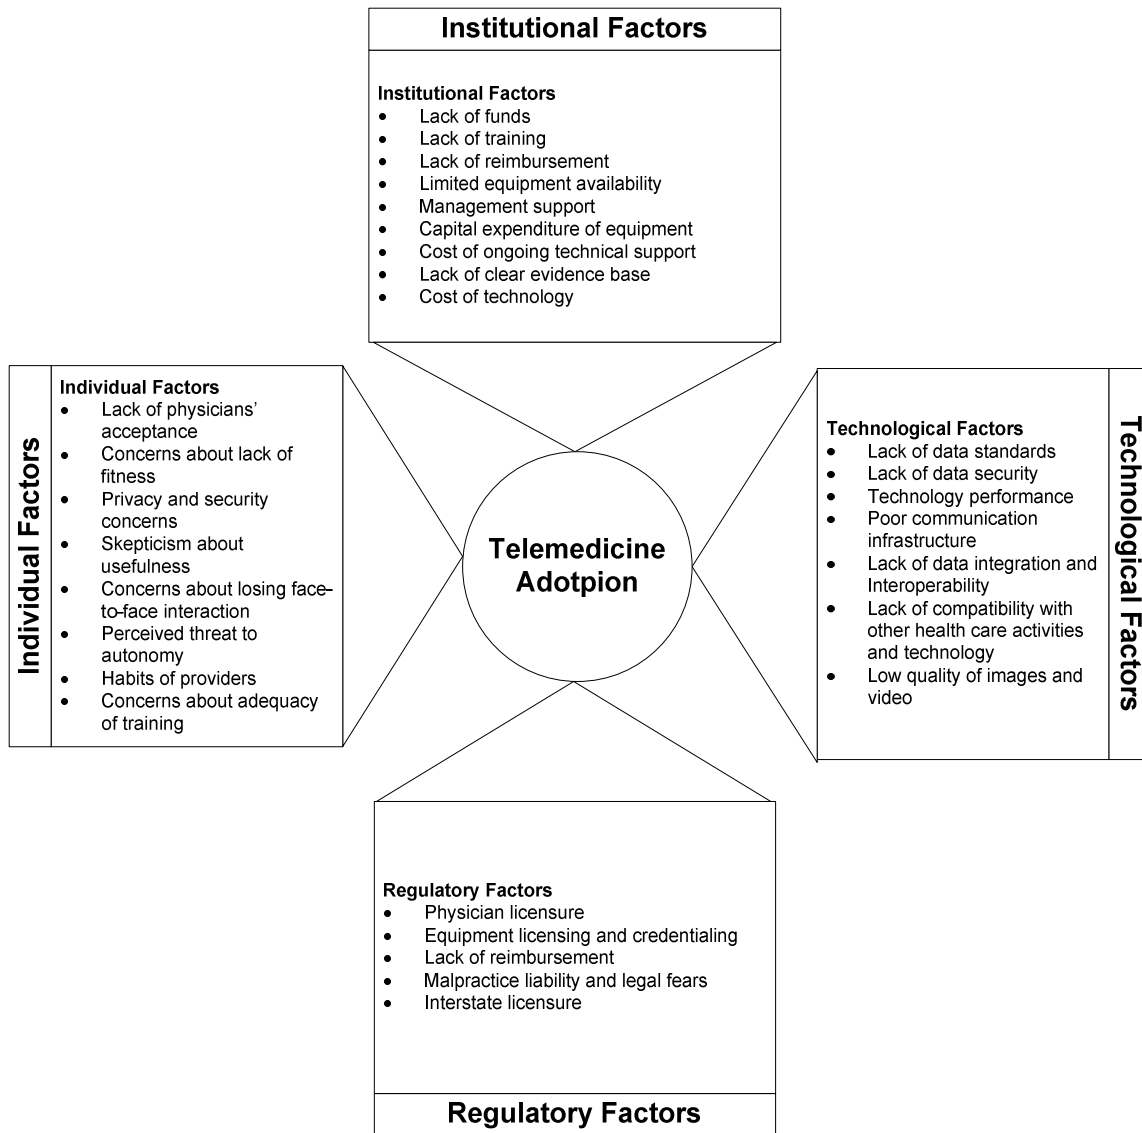 Institutional Factors
Institutional Factors
• Lack of funds
• Lack of training
• Lack of reimbursement
• Limited equipment availability
• Management support
• Capital expenditure of equipment
• Cost of ongoing technical support
• Lack of clear evidence base
• Cost of technology
Individual Factors
Individual Factors
• Lack of physicians’
acceptance
• Concerns about lack of
fitness
• Privacy and security
concerns
• Skepticism about
usefulness
• Concerns about losing face–
to–face interaction
• Perceived threat to
autonomy
• Habits of providers
• Concerns about adequacy
of training
Telemedicine
Adotpion
Technological Factors
• Lack of data standards
• Lack of data security
• Technology performance
• Poor communication
infrastructure
• Lack of data integration and
Interoperability
• Lack of compatibility with
other health care activities
and technology
• Low quality of images and
video
Technological Factors
Regulatory Factors
• Physician licensure
• Equipment licensing and credentialing
• Lack of reimbursement
• Malpractice liability and legal fears
• Interstate licensure
Regulatory Factors